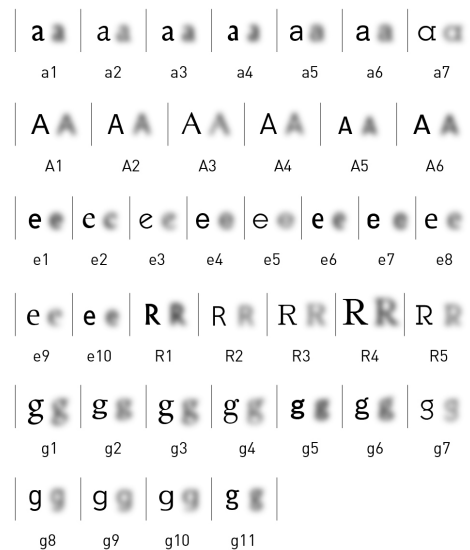 a a a a a a a a a a a a ɑ ɑ
a1 a2 a3 a4 a5 a6 a7
A A A A A A A A A A A A
A1 A2 A3 A4 A5 A6
e e e e e e e e e e e e e e e e
e1 e2 e3 e4 e5 e6 e7 e8
e e e e R R R R R R R R R R
e9 e10 R1 R2 R3 R4 R5
g g g g g g g g g g g g g g
g1 g2 g3 g4 g5 g6 g7
g g g g g g g g
g8 g9 g10 g11